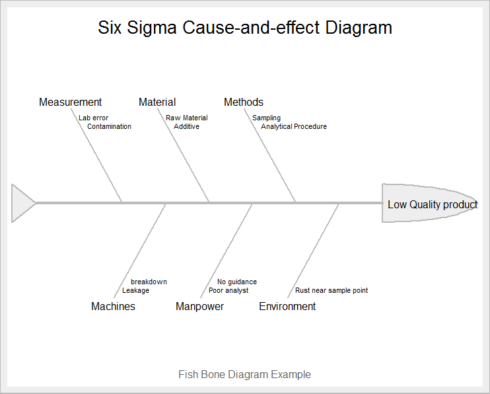 Six Sigma Cause-and-effect Diagram
Measurement
Material
Methods
Lab error
Contamination
Raw Material
Additive
Sampling
Analytical Procedure
Low Quality product
breakdown
Leakage
No guidance
Poor analyst
Rust near sample point
Machines
Manpower
Environment
Fish Bone Diagram Example